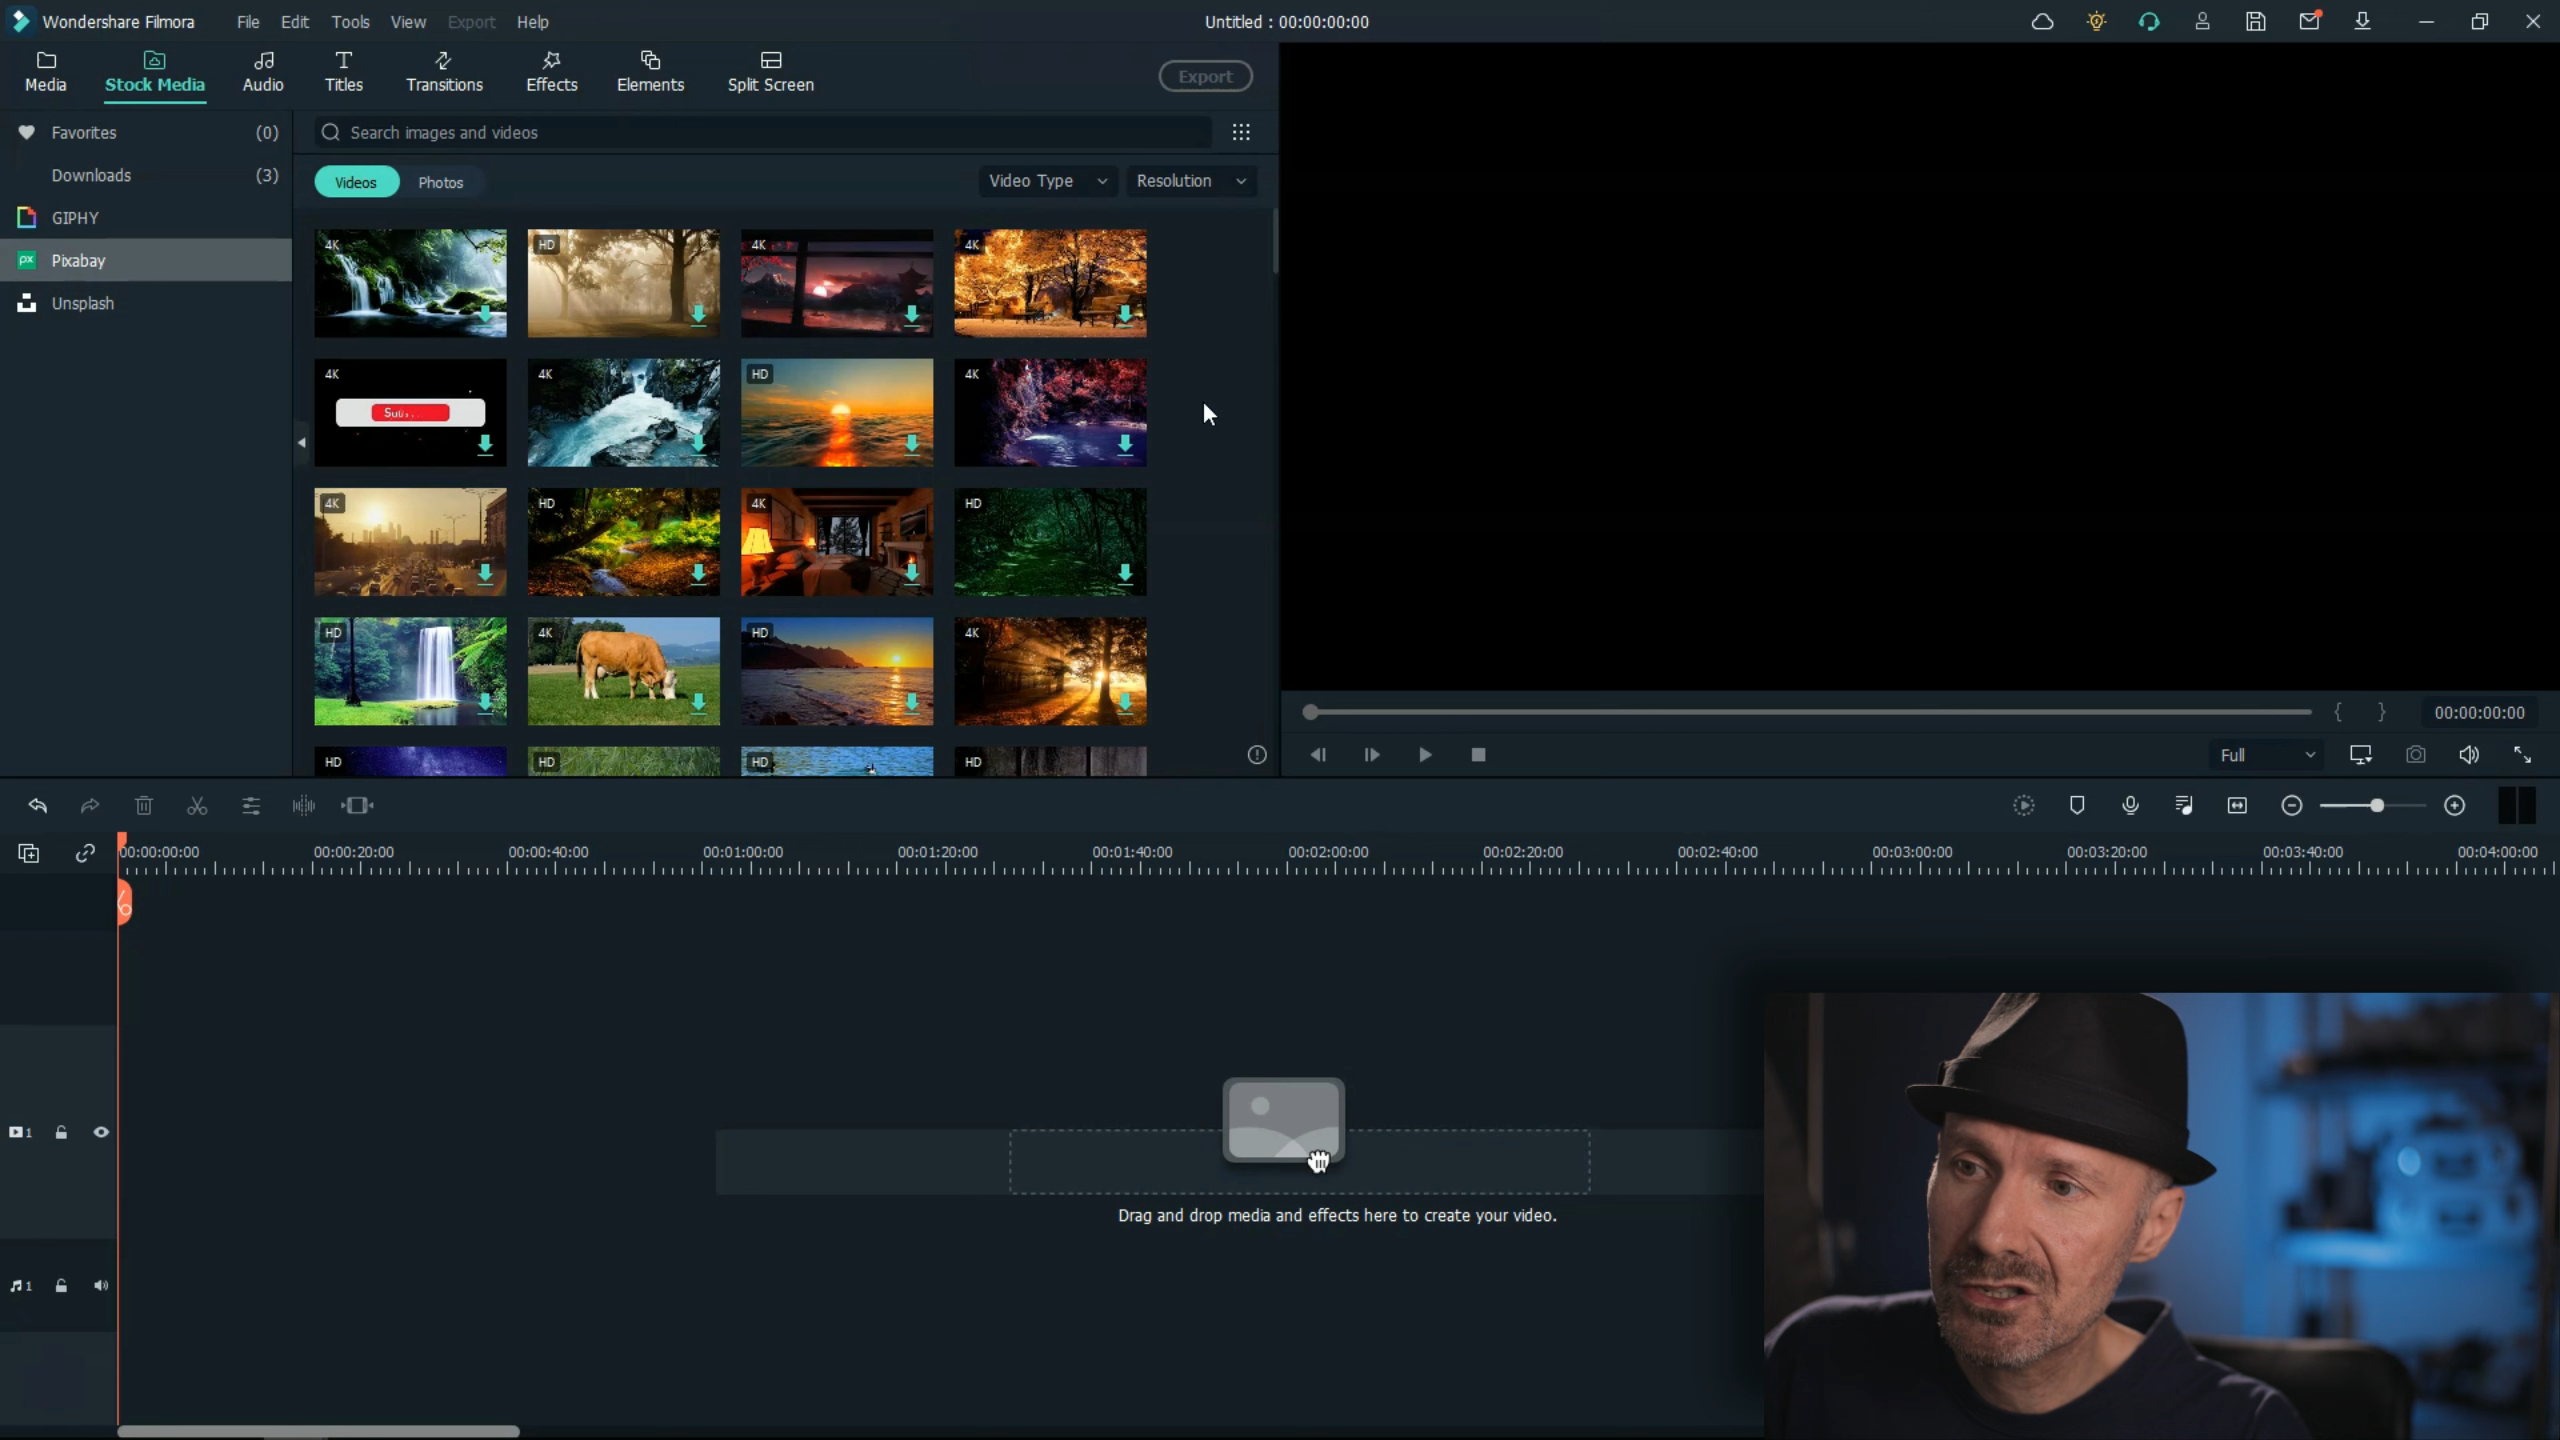 Wondershare Filmora File Edit Tools View Export Help Untitled : 00:00:00:00
Media Stock Media Audio Titles Transitions Effects Elements Split Screen Export
Favorites (0)
Downloads (3)
GIPHY
px Pixabay
Unsplash
Search images and videos
Videos Photos Video Type Resolution
4K HD 4K 4K
4K 4K HD 4K
4K HD 4K HD
HD 4K HD 4K
HD HD HD HD
00:00:00:00
Full
00:00:00:00 00:00:20:00 00:00:40:00 00:01:00:00 00:01:20:00 00:01:40:00 00:02:00:00 00:02:20:00 00:02:40:00 00:03:00:00 00:03:20:00 00:03:40:00 00:04:00:00
1
Drag and drop media and effects here to create your video.
1